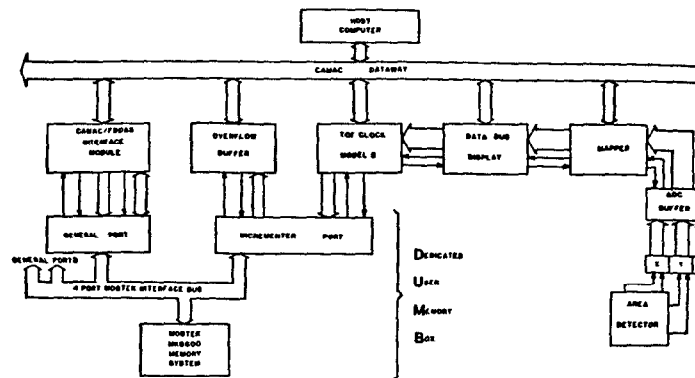 HOST
COMPUTER
CAMAC DATAWAY
CAMAC/FDDAS
INTERFACE
MODULE
OVERFLOW
BUFFER
TOF CLOCK
MODEL B
DATA BUS
DISPLAY
MAPPER
ADC
BUFFER
GENERAL PORT
INCREMENTER PORT
X Y
GENERAL PORTS
4 PORT MOSTEK INTERFACE BUS
AREA
DETECTOR
MOSTEK
MK8600
MEMORY
SYSTEM
DEDICATED
USER
MEMORY
BOX